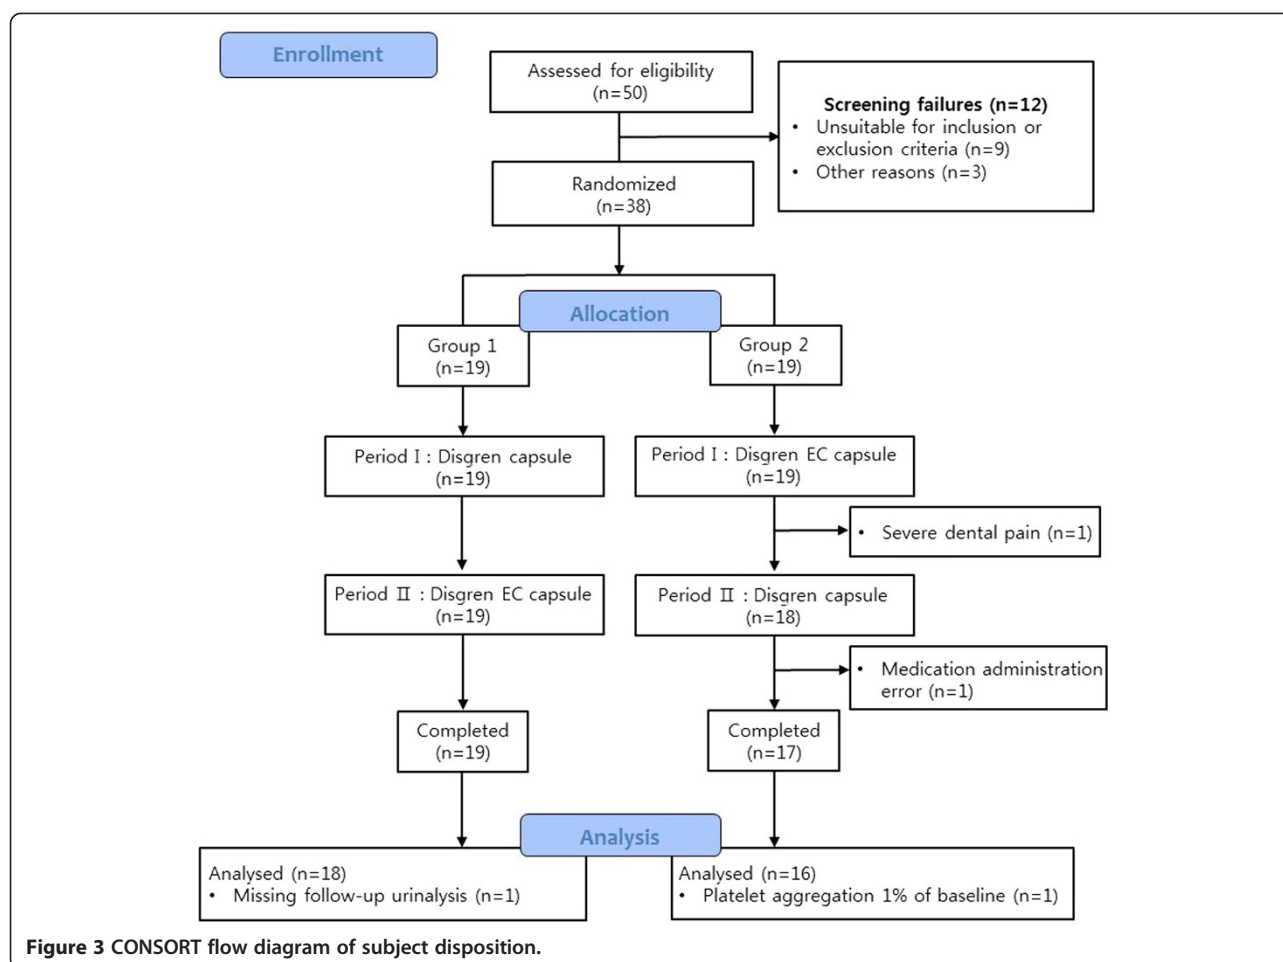 Enrollment
Assessed for eligibility
(n=50)
Screening failures (n=12)
• Unsuitable for inclusion or
exclusion criteria (n=9)
• Other reasons (n=3)
Randomized
(n=38)
Allocation
Group 1
(n=19)
Group 2
(n=19)
Period I : Disgren capsule
(n=19)
Period I : Disgren EC capsule
(n=19)
• Severe dental pain (n=1)
Period Ⅱ : Disgren EC capsule
(n=19)
Period Ⅱ : Disgren capsule
(n=18)
• Medication administration
error (n=1)
Completed
(n=19)
Completed
(n=17)
Analysis
Analysed (n=18)
• Missing follow-up urinalysis (n=1)
Analysed (n=16)
• Platelet aggregation 1% of baseline (n=1)
Figure 3 CONSORT flow diagram of subject disposition.